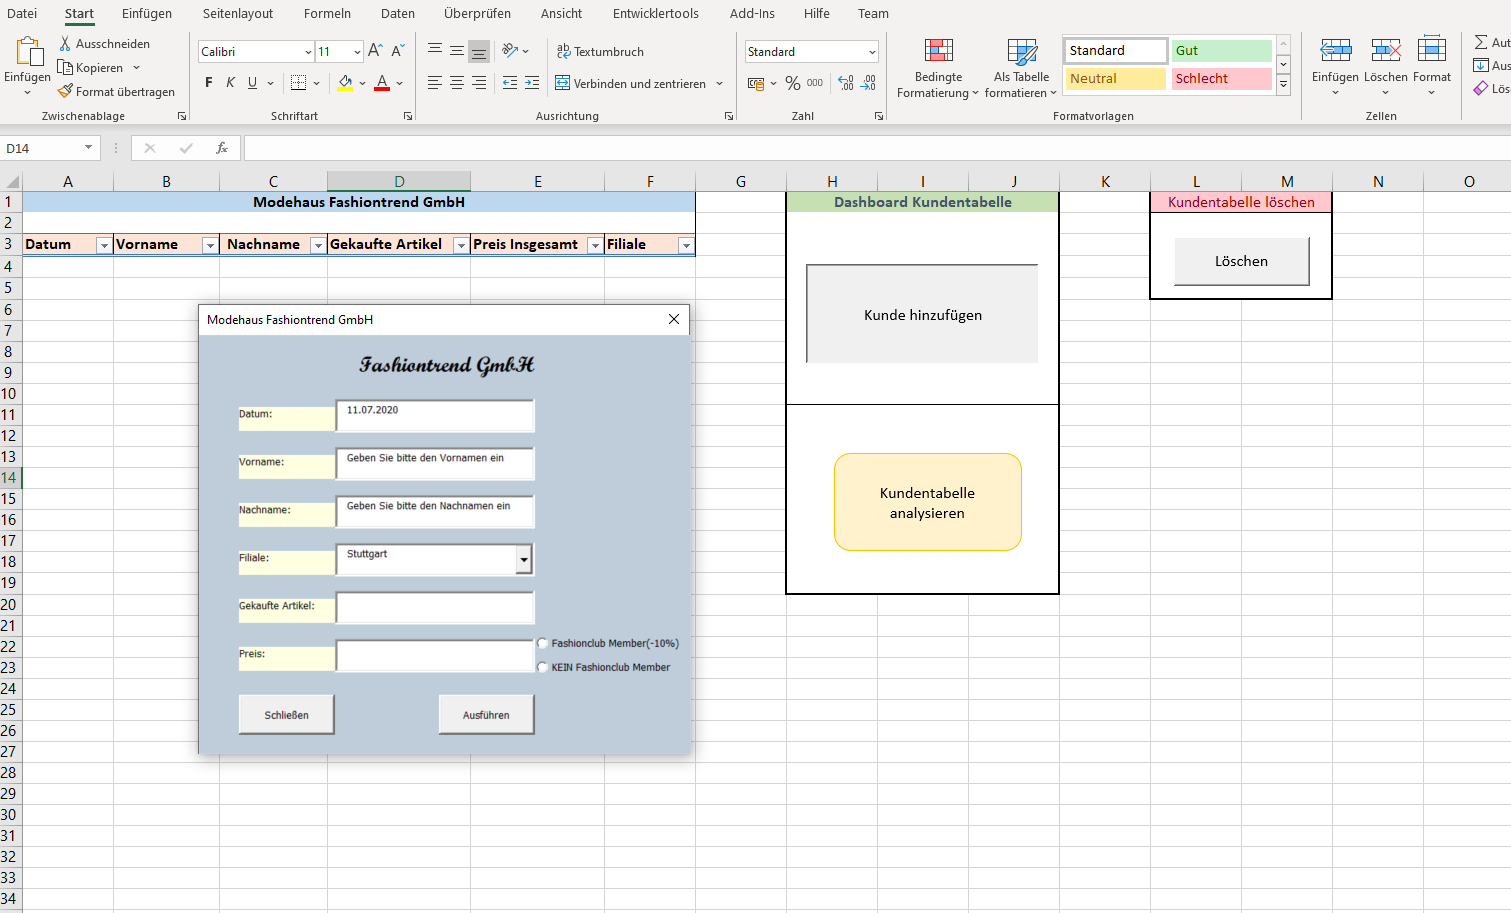 Datei Start Einfügen Seitenlayout Formeln Daten Überprüfen Ansicht Entwicklertools Add-Ins Hilfe Team
Einfügen
Ausschneiden
Kopieren
Format übertragen
Zwischenablage
Calibri 11
F K U
Schriftart
Textumbruch
Verbinden und zentrieren
Ausrichtung
Standard
% 000
Zahl
Bedingte
Formatierung
Als Tabelle
formatieren
Standard Gut
Neutral Schlecht
Formatvorlagen
Einfügen Löschen Format
Zellen
Aut
Aus
Lös
D14
fx
A B C D E F G H I J K L M N O
1 Modehaus Fashiontrend GmbH Dashboard Kundentabelle Kundentabelle löschen
2
3 Datum Vorname Nachname Gekaufte Artikel Preis Insgesamt Filiale
4
5
6
7
8
9
10
11
12
13
14
15
16
17
18
19
20
21
22
23
24
25
26
27
28
29
30
31
32
33
34
Löschen
Kunde hinzufügen
Kundentabelle
analysieren
Modehaus Fashiontrend GmbH
Fashiontrend GmbH
Datum: 11.07.2020
Vorname: Geben Sie bitte den Vornamen ein
Nachname: Geben Sie bitte den Nachnamen ein
Filiale: Stuttgart
Gekaufte Artikel:
Preis:
Fashionclub Member(-10%)
KEIN Fashionclub Member
Schließen Ausführen